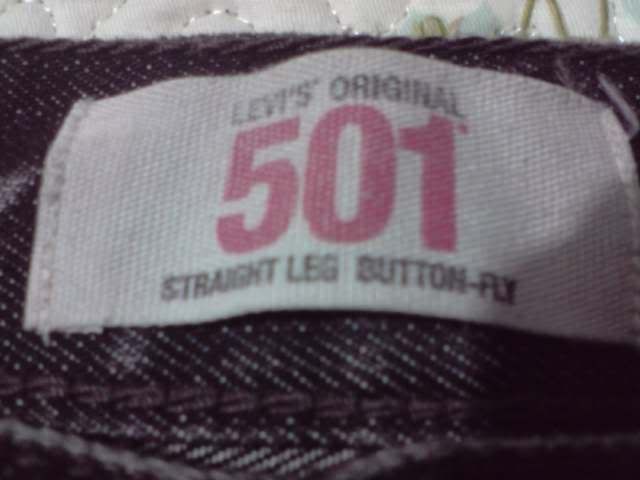 LEVI'S' ORIGINAL
501
STRAIGHT LEG BUTTON-FLY